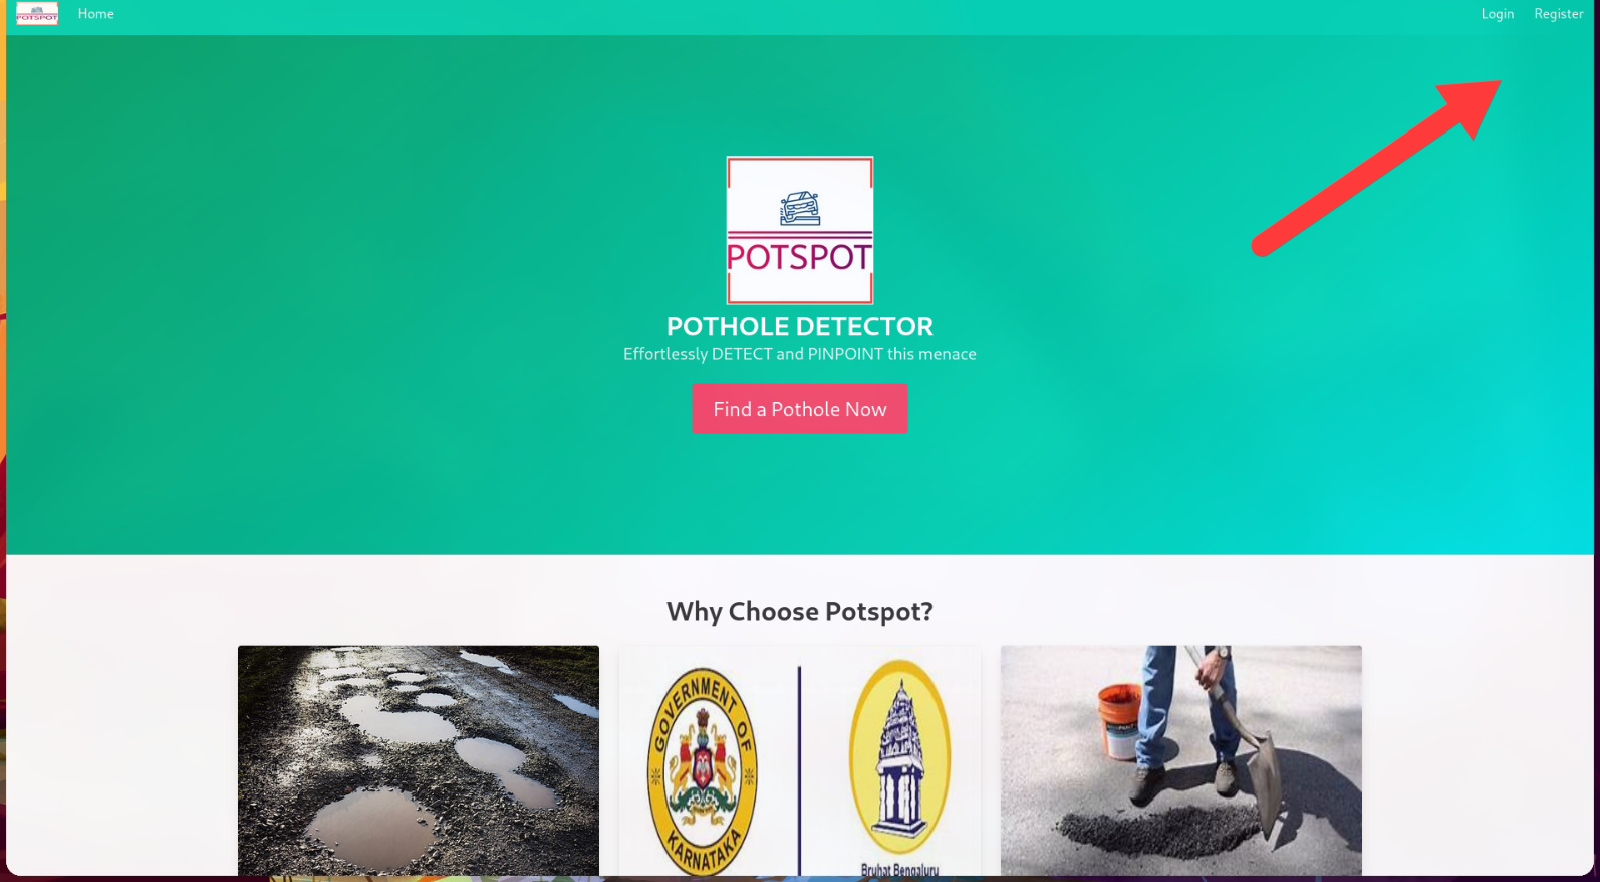 POTSPOT
Home
Login
Register
POTSPOT
POTHOLE DETECTOR
Effortlessly DETECT and PINPOINT this menace
Find a Pothole Now
Why Choose Potspot?
GOVERNMENT OF
KARNATAKA
Bruhat Bengaluru